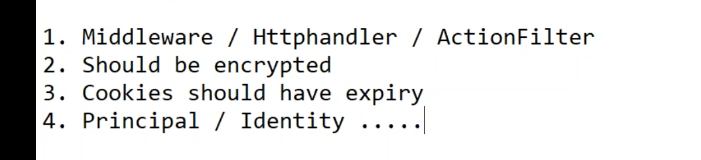 1. Middleware / Httphandler / ActionFilter
2. Should be encrypted
3. Cookies should have expiry
4. Principal / Identity .....